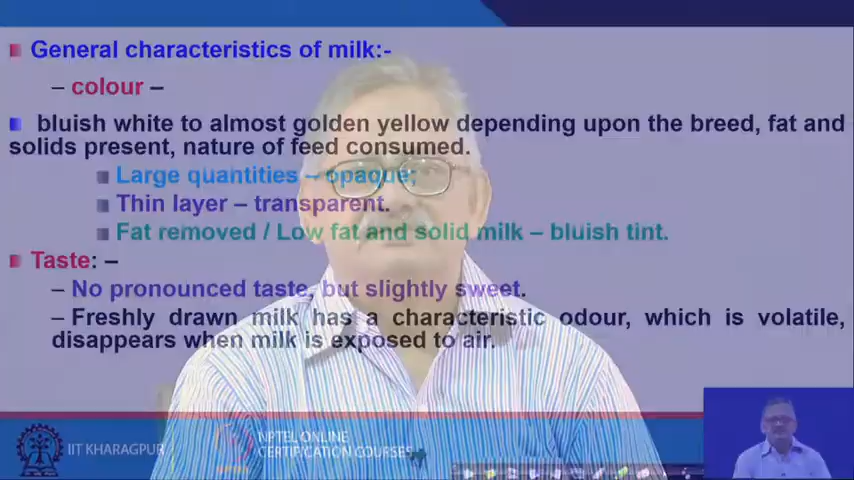 General characteristics of milk:-
– colour –
bluish white to almost golden yellow depending upon the breed, fat and
solids present, nature of feed consumed.
Large quantities – opaque;
Thin layer – transparent.
Fat removed / Low fat and solid milk – bluish tint.
Taste: –
– No pronounced taste, but slightly sweet.
– Freshly drawn milk has a characteristic odour, which is volatile,
disappears when milk is exposed to air.
IIT KHARAGPUR
NPTEL ONLINE
CERTIFICATION COURSES